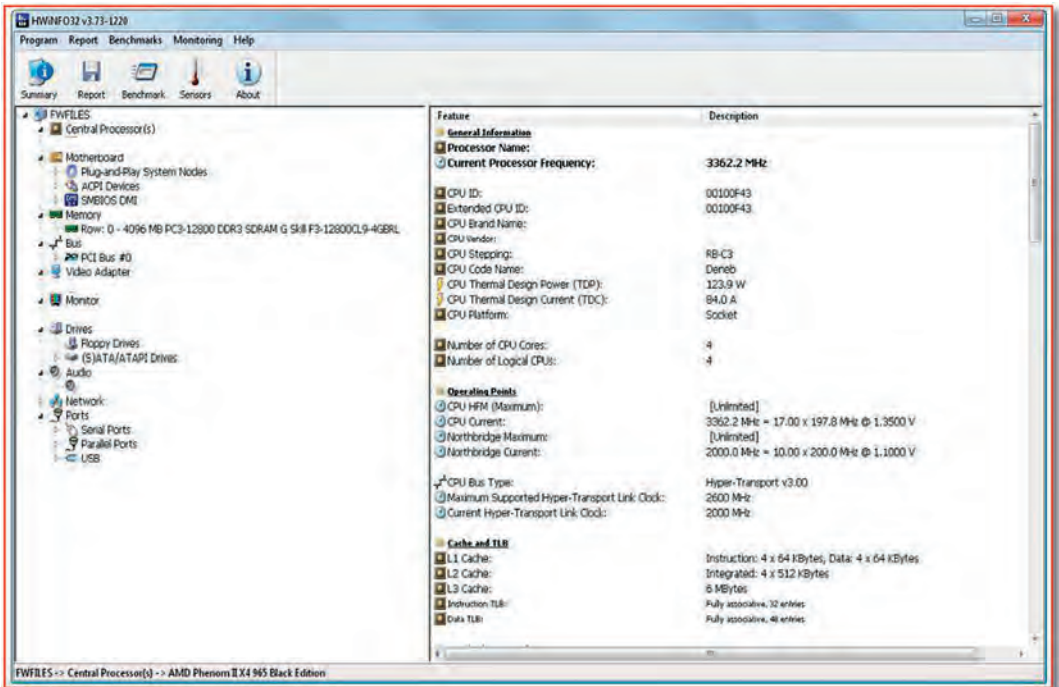 HWiNFO32 v3.73-1220
Program Report Benchmarks Monitoring Help
Summary Report Benchmark Sensors About
FWFILES
Central Processor(s)
Motherboard
Plug-and-Play System Nodes
ACPI Devices
SMBIOS DMI
Memory
Row: 0 - 4096 MB PC3-12800 DDR3 SDRAM G Skill F3-12800CL9-4GBRL
Bus
PCI Bus #0
Video Adapter
Monitor
Drives
Floppy Drives
(S)ATA/ATAPI Drives
Audio
Network
Ports
Serial Ports
Parallel Ports
USB
Feature Description
General Information
Processor Name:
Current Processor Frequency: 3362.2 MHz
CPU ID: 00100F43
Extended CPU ID: 00100F43
CPU Brand Name:
CPU Vendor:
CPU Stepping: RB-C3
CPU Code Name: Deneb
CPU Thermal Design Power (TDP): 123.9 W
CPU Thermal Design Current (TDC): 84.0 A
CPU Platform: Socket
Number of CPU Cores: 4
Number of Logical CPUs: 4
Operating Points
CPU HFM (Maximum): [Unlimited]
CPU Current: 3362.2 MHz = 17.00 x 197.8 MHz @ 1.3500 V
Northbridge Maximum: [Unlimited]
Northbridge Current: 2000.0 MHz = 10.00 x 200.0 MHz @ 1.1000 V
CPU Bus Type: Hyper-Transport v3.00
Maximum Supported Hyper-Transport Link Clock: 2600 MHz
Current Hyper-Transport Link Clock: 2000 MHz
Cache and TLB
L1 Cache: Instruction: 4 x 64 KBytes, Data: 4 x 64 KBytes
L2 Cache: Integrated: 4 x 512 KBytes
L3 Cache: 6 MBytes
Instruction TLB: Fully associative, 32 entries
Data TLB: Fully associative, 48 entries
FWFILES -> Central Processor(s) -> AMD Phenom II X4 965 Black Edition